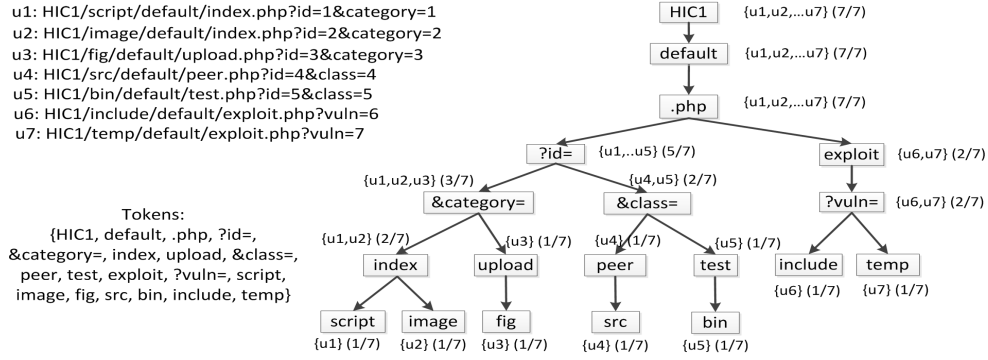 u1: HIC1/script/default/index.php?id=1&category=1
u2: HIC1/image/default/index.php?id=2&category=2
u3: HIC1/fig/default/upload.php?id=3&category=3
u4: HIC1/src/default/peer.php?id=4&class=4
u5: HIC1/bin/default/test.php?id=5&class=5
u6: HIC1/include/default/exploit.php?vuln=6
u7: HIC1/temp/default/exploit.php?vuln=7
Tokens:
{HIC1, default, .php, ?id=,
&category=, index, upload, &class=,
peer, test, exploit, ?vuln=, script,
image, fig, src, bin, include, temp}
HIC1 {u1,u2,...u7} (7/7)
default {u1,u2,...u7} (7/7)
.php {u1,u2,...u7} (7/7)
?id= {u1,..u5} (5/7) exploit {u6,u7} (2/7)
{u1,u2,u3} (3/7) {u4,u5} (2/7)
&category= &class= ?vuln= {u6,u7} (2/7)
{u1,u2} (2/7) {u3} (1/7) {u4} (1/7) {u5} (1/7)
index upload peer test include temp
{u6} (1/7) {u7} (1/7)
script image fig src bin
{u1} (1/7) {u2} (1/7) {u3} (1/7) {u4} (1/7) {u5} (1/7)